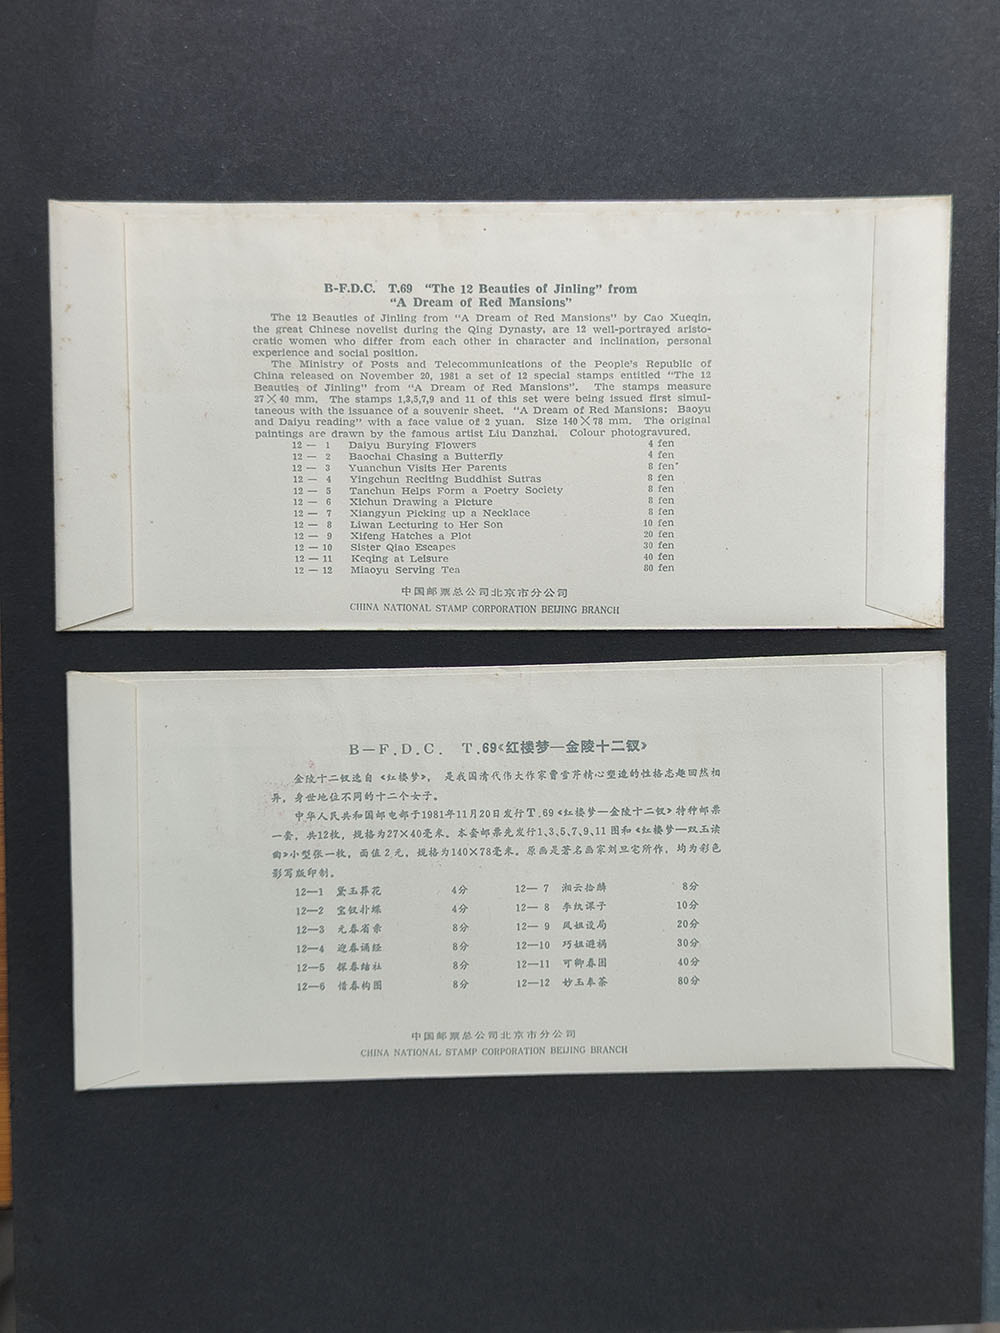 B-F.D.C. T.69 “The 12 Beauties of Jinling” from
“A Dream of Red Mansions”
The 12 Beauties of Jinling from “A Dream of Red Mansions” by Cao Xueqin,
the great Chinese novelist during the Qing Dynasty, are 12 well-portrayed aristo-
cratic women who differ from each other in character and inclination, personal
experience and social position.
The Ministry of Posts and Telecommunications of the People's Republic of
China released on November 20, 1981 a set of 12 special stamps entitled “The 12
Beauties of Jinling” from “A Dream of Red Mansions”. The stamps measure
27×40 mm. The stamps 1,3,5,7,9 and 11 of this set were being issued first simul-
taneous with the issuance of a souvenir sheet, “A Dream of Red Mansions: Baoyu
and Daiyu reading” with a face value of 2 yuan. Size 140×78 mm. The original
paintings are drawn by the famous artist Liu Danzhai. Colour photogravured.
12 — 1 Daiyu Burying Flowers 4 fen
12 — 2 Baochai Chasing a Butterfly 4 fen
12 — 3 Yuanchun Visits Her Parents 8 fen
12 — 4 Yingchun Reciting Buddhist Sutras 8 fen
12 — 5 Tanchun Helps Form a Poetry Society 8 fen
12 — 6 Xichun Drawing a Picture 8 fen
12 — 7 Xiangyun Picking up a Necklace 8 fen
12 — 8 Liwan Lecturing to Her Son 10 fen
12 — 9 Xifeng Hatches a Plot 20 fen
12 — 10 Sister Qiao Escapes 30 fen
12 — 11 Keqing at Leisure 40 fen
12 — 12 Miaoyu Serving Tea 80 fen
中国邮票总公司北京市分公司
CHINA NATIONAL STAMP CORPORATION BEIJING BRANCH
B—F.D.C. T.69《红楼梦—金陵十二钗》
金陵十二钗选自《红楼梦》，是我国清代伟大作家曹雪芹精心塑造的性格志趣迥然相
异，身世地位不同的十二个女子。
中华人民共和国邮电部于1981年11月20日发行T.69《红楼梦—金陵十二钗》特种邮票
一套，共12枚，规格为27×40毫米。本套邮票先发行1、3、5、7、9、11图和《红楼梦—双玉读
曲》小型张一枚，面值2元，规格为140×78毫米。原画是著名画家刘旦宅所作，均为彩色
影写版印制。
12—1 黛玉葬花 4分 12—7 湘云拾麟 8分
12—2 宝钗扑蝶 4分 12—8 李纨课子 10分
12—3 元春省亲 8分 12—9 凤姐设局 20分
12—4 迎春诵经 8分 12—10 巧姐避祸 30分
12—5 探春结社 8分 12—11 可卿春困 40分
12—6 惜春构图 8分 12—12 妙玉奉茶 80分
中国邮票总公司北京市分公司
CHINA NATIONAL STAMP CORPORATION BEIJING BRANCH